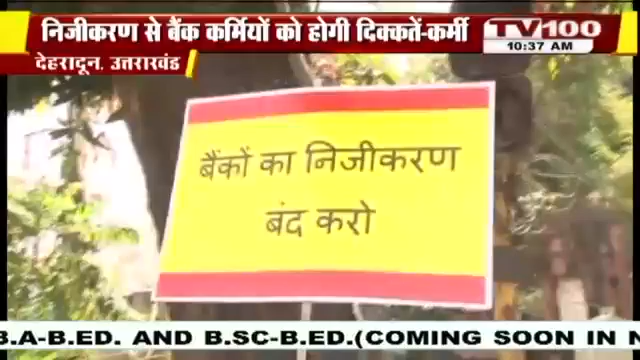 निजीकरण से बैंक कर्मियों को होगी दिक्कतें-कर्मी
TV100
10:37 AM
देहरादून, उत्तराखंड
बैंकों का निजीकरण
बंद करो
B.A-B.ED. AND B.SC-B.ED.(COMING SOON IN N